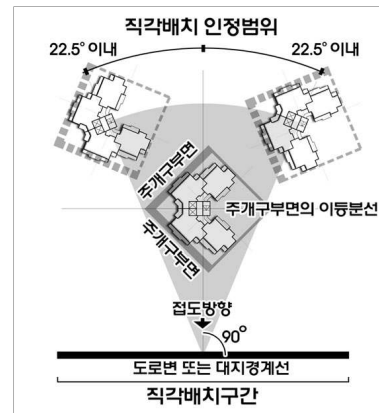 직각배치 인정범위
22.5° 이내
22.5° 이내
주개구부면
주개구부면의 이등분선
주개구부면
접도방향
90°
도로변 또는 대지경계선
직각배치구간